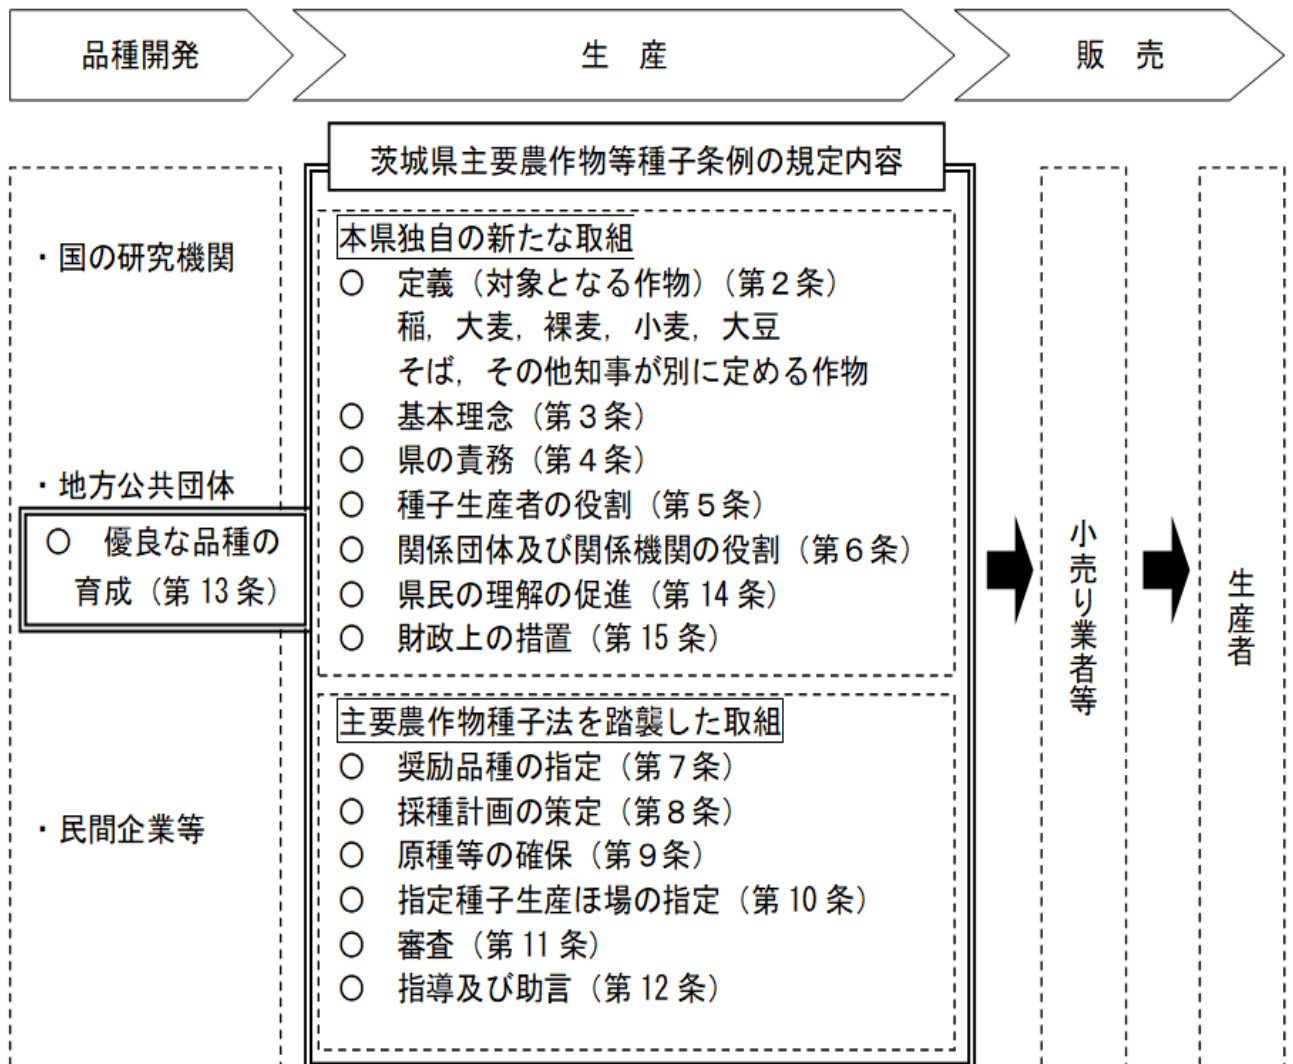 品種開発
生　産
販　売
茨城県主要農作物等種子条例の規定内容
・国の研究機関
・地方公共団体
〇　優良な品種の
育成（第 13 条）
・民間企業等
本県独自の新たな取組
〇　定義（対象となる作物）（第２条）
稲，大麦，裸麦，小麦，大豆
そば，その他知事が別に定める作物
〇　基本理念（第３条）
〇　県の責務（第４条）
〇　種子生産者の役割（第５条）
〇　関係団体及び関係機関の役割（第６条）
〇　県民の理解の促進（第 14 条）
〇　財政上の措置（第 15 条）
主要農作物種子法を踏襲した取組
〇　奨励品種の指定（第７条）
〇　採種計画の策定（第８条）
〇　原種等の確保（第９条）
〇　指定種子生産ほ場の指定（第 10 条）
〇　審査（第 11 条）
〇　指導及び助言（第 12 条）
小売り業者等
生産者